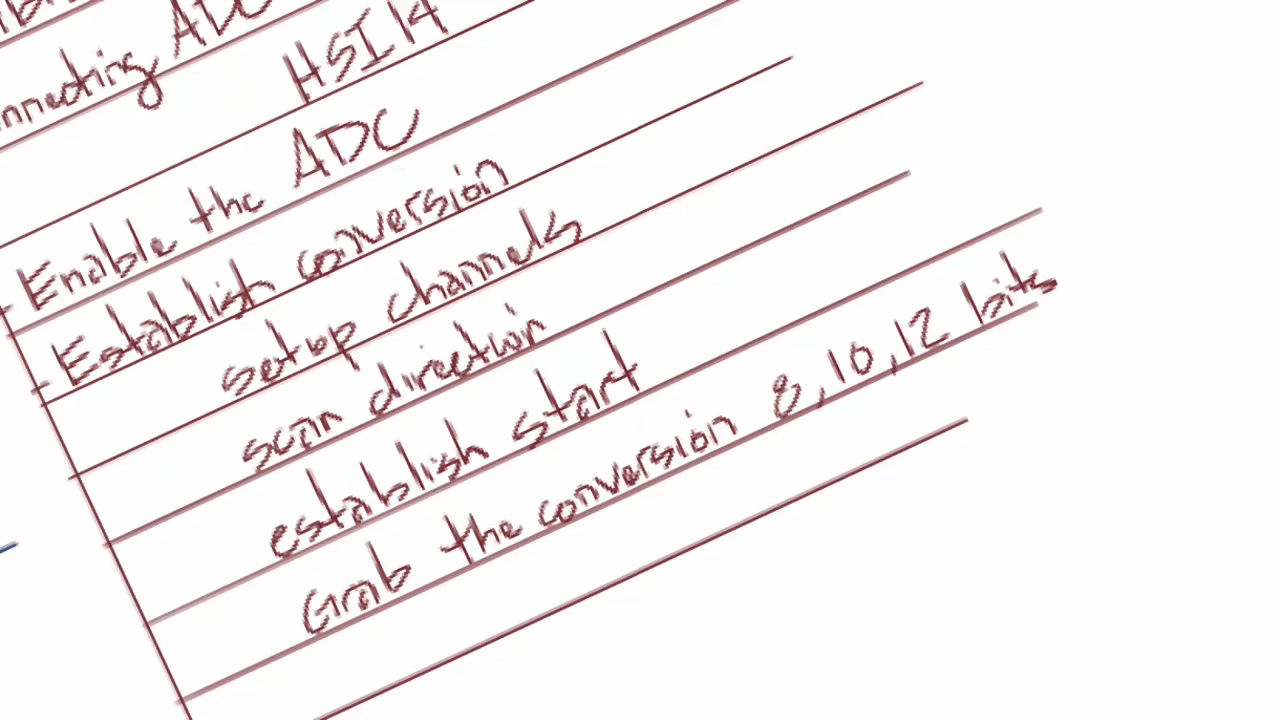 ADC
HSI14
Enable the ADC
Establish conversion
setup channels
scan direction
establish start
Grab the conversion 8,10,12 bits